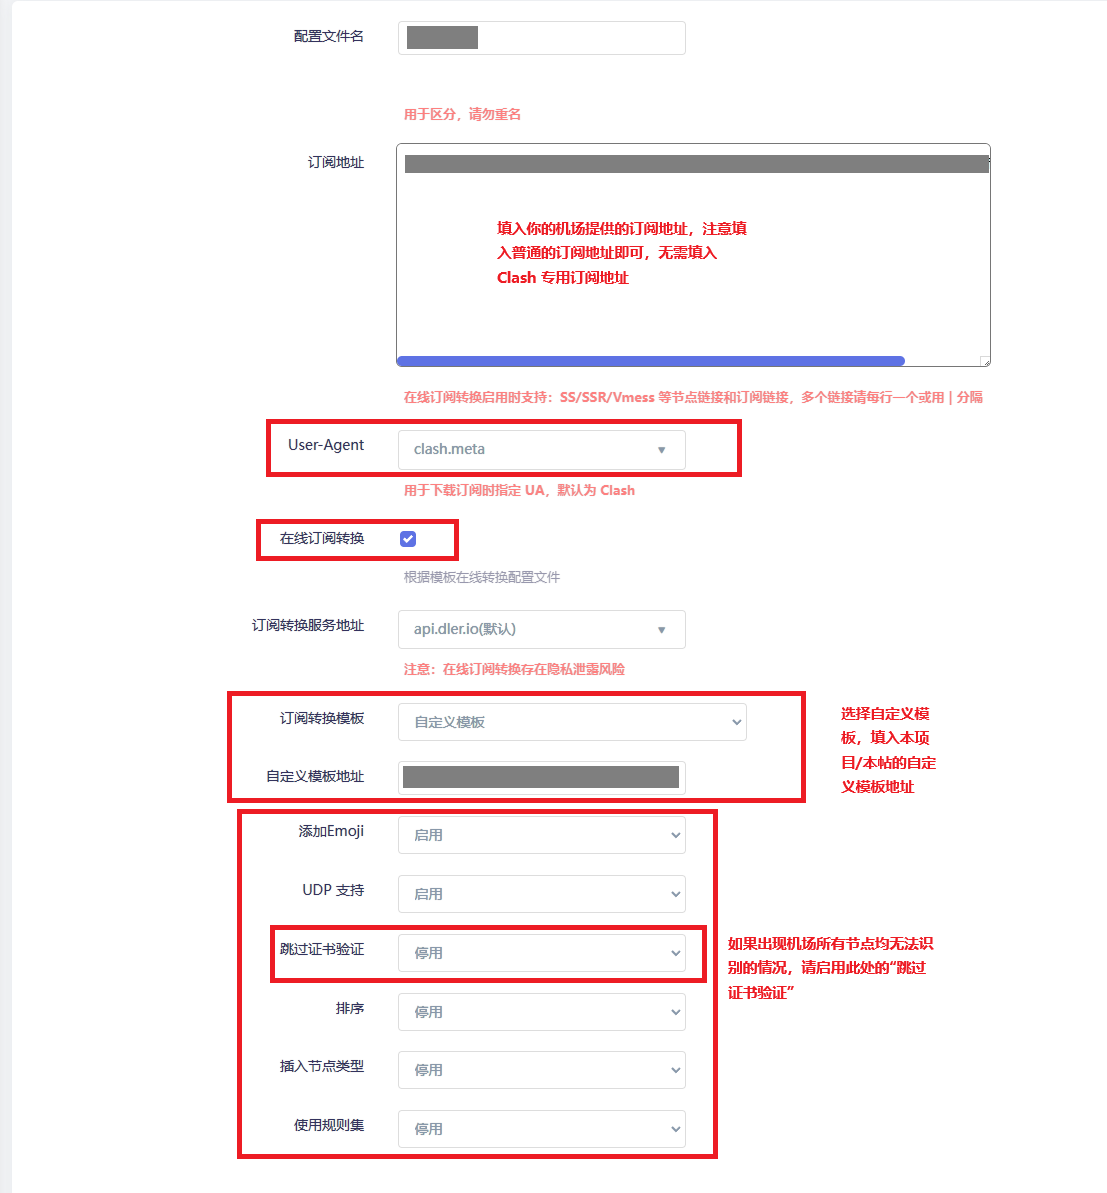 配置文件名
用于区分，请勿重名
订阅地址
填入你的机场提供的订阅地址，注意填
入普通的订阅地址即可，无需填入
Clash 专用订阅地址
在线订阅转换启用时支持：SS/SSR/Vmess 等节点链接和订阅链接，多个链接请每行一个或用 | 分隔
User-Agent
clash.meta
用于下载订阅时指定 UA，默认为 Clash
在线订阅转换
根据模板在线转换配置文件
订阅转换服务地址
api.dler.io(默认)
注意：在线订阅转换存在隐私泄露风险
订阅转换模板
自定义模板
选择自定义模
板，填入本项
目/本帖的自定
义模板地址
自定义模板地址
添加Emoji
启用
UDP 支持
启用
跳过证书验证
停用
如果出现机场所有节点均无法识
别的情况，请启用此处的“跳过
证书验证”
排序
停用
插入节点类型
停用
使用规则集
停用